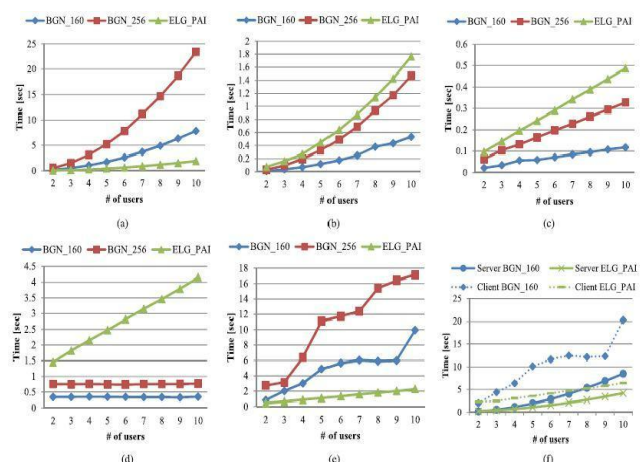 BGN_160 BGN_256 ELG_PAI
25
20
15
10
5
0
Time [sec]
2 3 4 5 6 7 8 9 10
# of users
(a)
BGN_160 BGN_256 ELG_PAI
2
1.8
1.6
1.4
1.2
1
0.8
0.6
0.4
0.2
0
Time [sec]
2 3 4 5 6 7 8 9 10
# of users
(b)
BGN_160 BGN_256 ELG_PAI
0.6
0.5
0.4
0.3
0.2
0.1
0
Time [sec]
2 3 4 5 6 7 8 9 10
# of users
(c)
BGN_160 BGN_256 ELG_PAI
4.5
4
3.5
3
2.5
2
1.5
1
0.5
0
Time [sec]
2 3 4 5 6 7 8 9 10
# of users
(d)
BGN_160 BGN_256 ELG_PAI
18
16
14
12
10
8
6
4
2
0
Time [sec]
2 3 4 5 6 7 8 9 10
# of users
(e)
Server BGN_160 Server ELG_PAI
Client BGN_160 Client ELG_PAI
25
20
15
10
5
0
Time [sec]
2 3 4 5 6 7 8 9 10
# of users
(f)